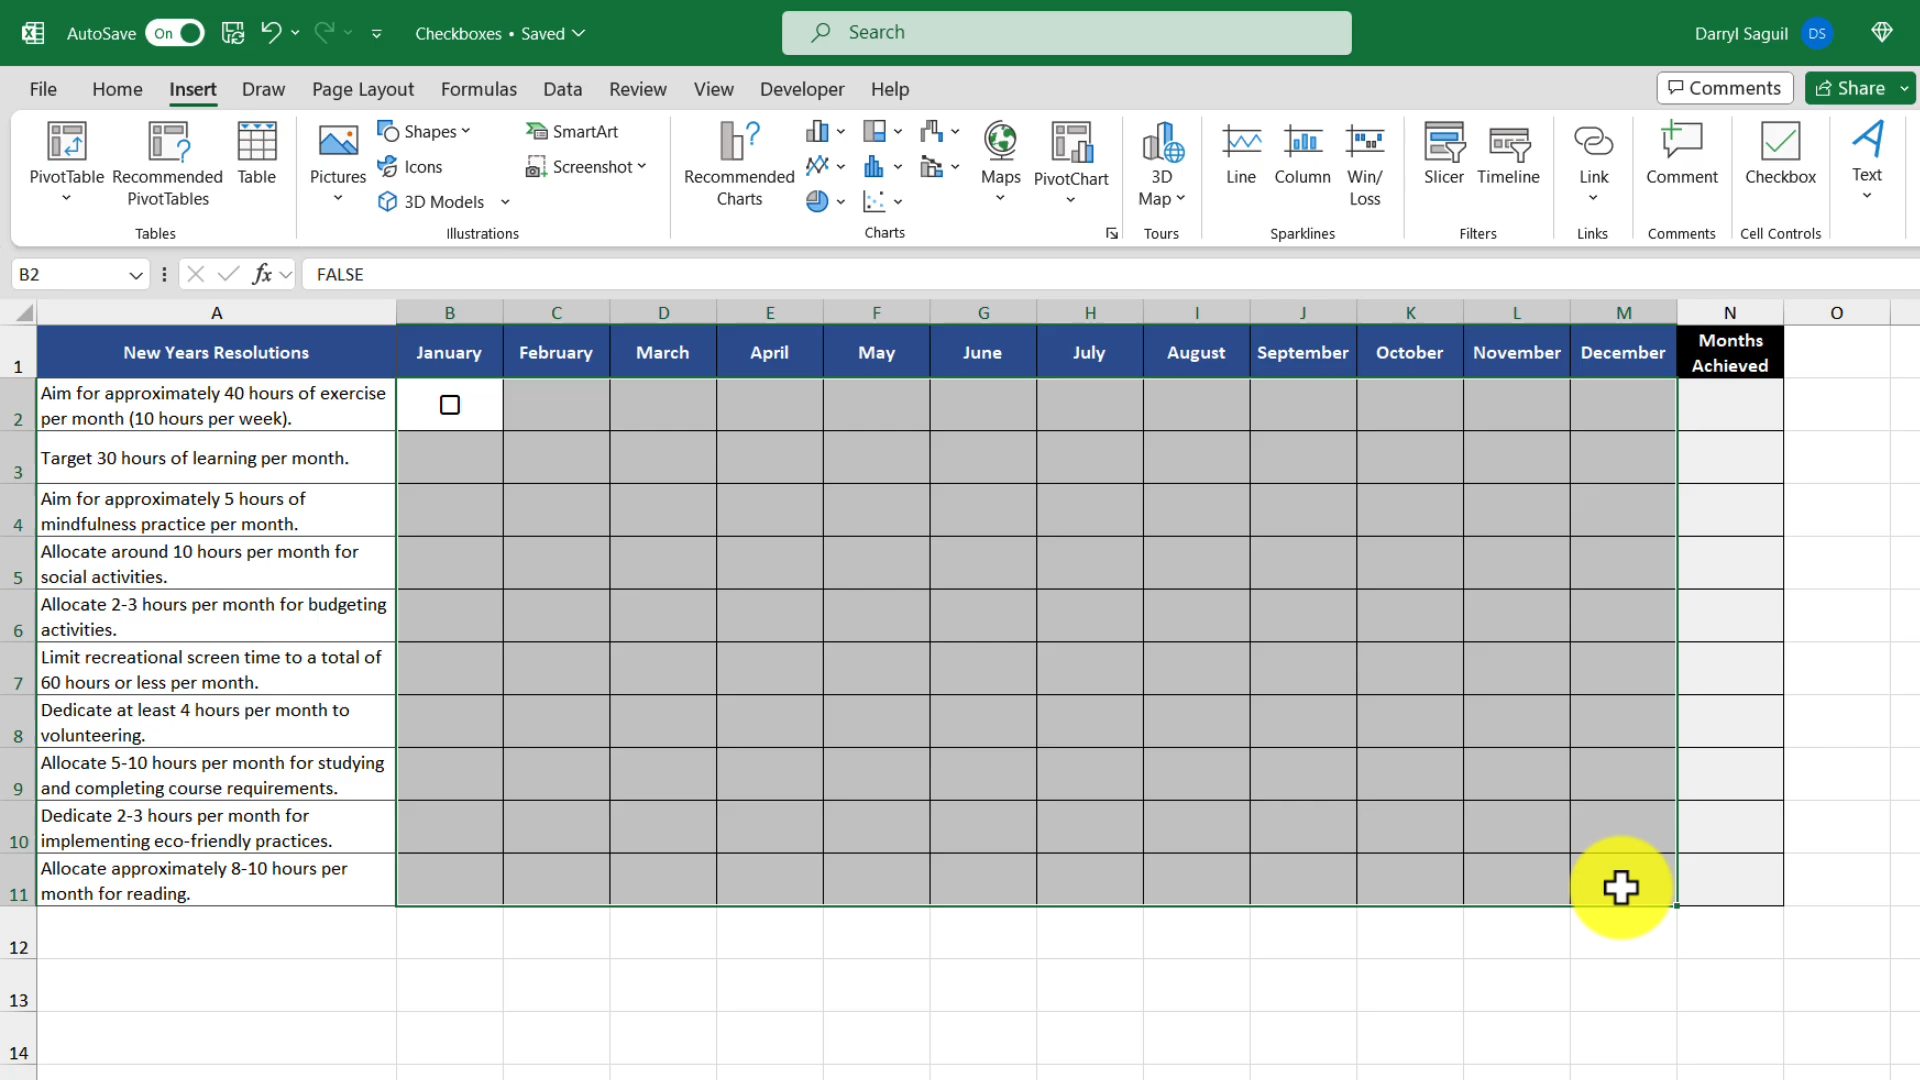 AutoSave On Checkboxes • Saved Search Darryl Saguil DS
File Home Insert Draw Page Layout Formulas Data Review View Developer Help Comments Share
PivotTable Recommended PivotTables Table
Tables
Pictures Shapes Icons 3D Models SmartArt Screenshot
Illustrations
Recommended Charts Maps PivotChart
Charts
3D Map
Tours
Line Column Win/ Loss
Sparklines
Slicer Timeline
Filters
Link
Links
Comment
Comments
Checkbox
Cell Controls
Text
B2 fx FALSE
A B C D E F G H I J K L M N O
1 New Years Resolutions January February March April May June July August September October November December Months Achieved
2 Aim for approximately 40 hours of exercise
per month (10 hours per week).
3 Target 30 hours of learning per month.
4 Aim for approximately 5 hours of
mindfulness practice per month.
5 Allocate around 10 hours per month for
social activities.
6 Allocate 2-3 hours per month for budgeting
activities.
7 Limit recreational screen time to a total of
60 hours or less per month.
8 Dedicate at least 4 hours per month to
volunteering.
9 Allocate 5-10 hours per month for studying
and completing course requirements.
10 Dedicate 2-3 hours per month for
implementing eco-friendly practices.
11 Allocate approximately 8-10 hours per
month for reading.
12
13
14